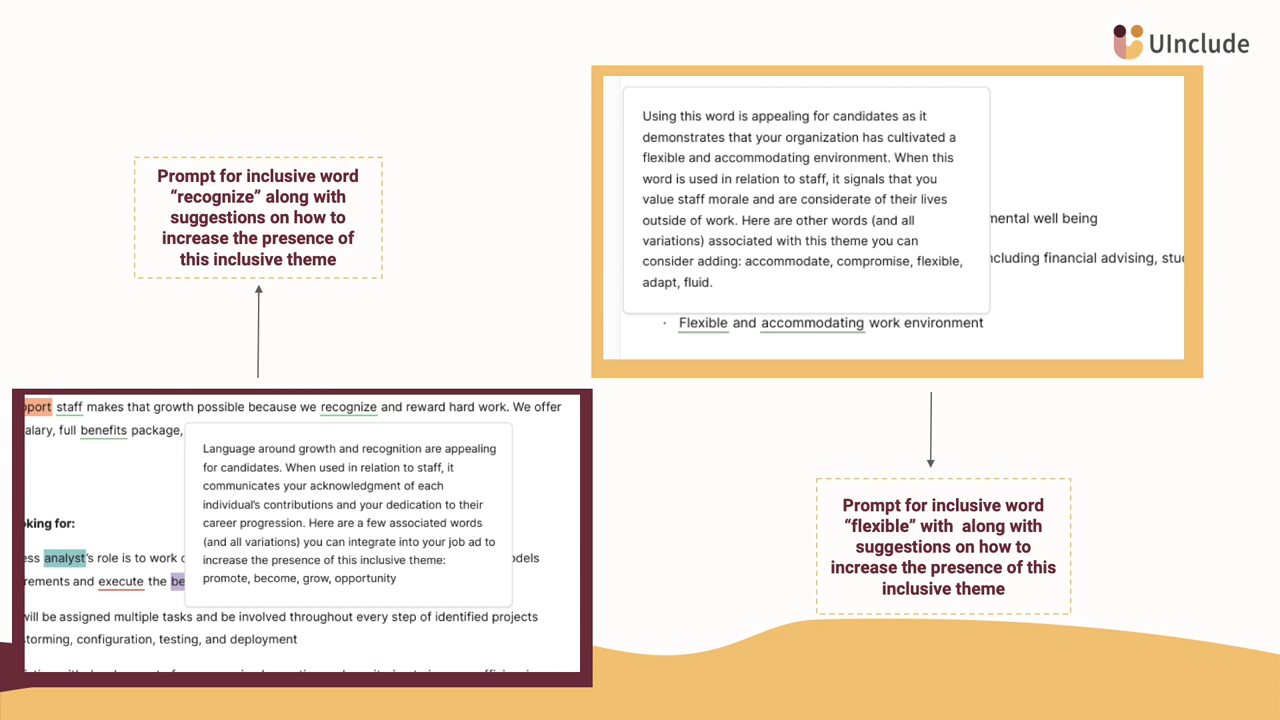 UInclude
Prompt for inclusive word
“recognize” along with
suggestions on how to
increase the presence of
this inclusive theme
Using this word is appealing for candidates as it
demonstrates that your organization has cultivated a
flexible and accommodating environment. When this
word is used in relation to staff, it signals that you
value staff morale and are considerate of their lives
outside of work. Here are other words (and all
variations) associated with this theme you can
consider adding: accommodate, compromise, flexible,
adapt, fluid.
mental well being
including financial advising,
· Flexible and accommodating work environment
staff makes that growth possible because we recognize and reward hard work. We offer
full benefits package,
Language around growth and recognition are appealing
for candidates. When used in relation to staff, it
communicates your acknowledgment of each
individual's contributions and your dedication to their
career progression. Here are a few associated words
(and all variations) you can integrate into your job ad to
increase the presence of this inclusive theme:
promote, become, grow, opportunity
for:
analyst's role is to work
and execute the
will be assigned multiple tasks and be involved throughout every step of identified projects
configuration, testing, and deployment
Prompt for inclusive word
“flexible” with along with
suggestions on how to
increase the presence of this
inclusive theme